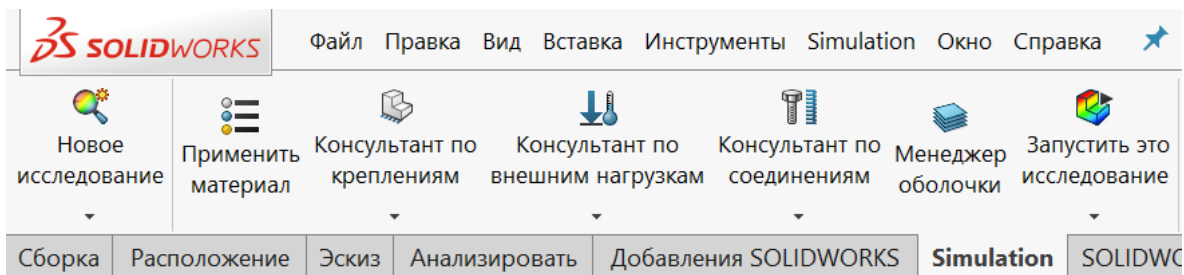 SOLIDWORKS Файл Правка Вид Вставка Инструменты Simulation Окно Справка
Новое исследование
Применить материал
Консультант по креплениям
Консультант по внешним нагрузкам
Консультант по соединениям
Менеджер оболочки
Запустить это исследование
Сборка Расположение Эскиз Анализировать Добавления SOLIDWORKS Simulation